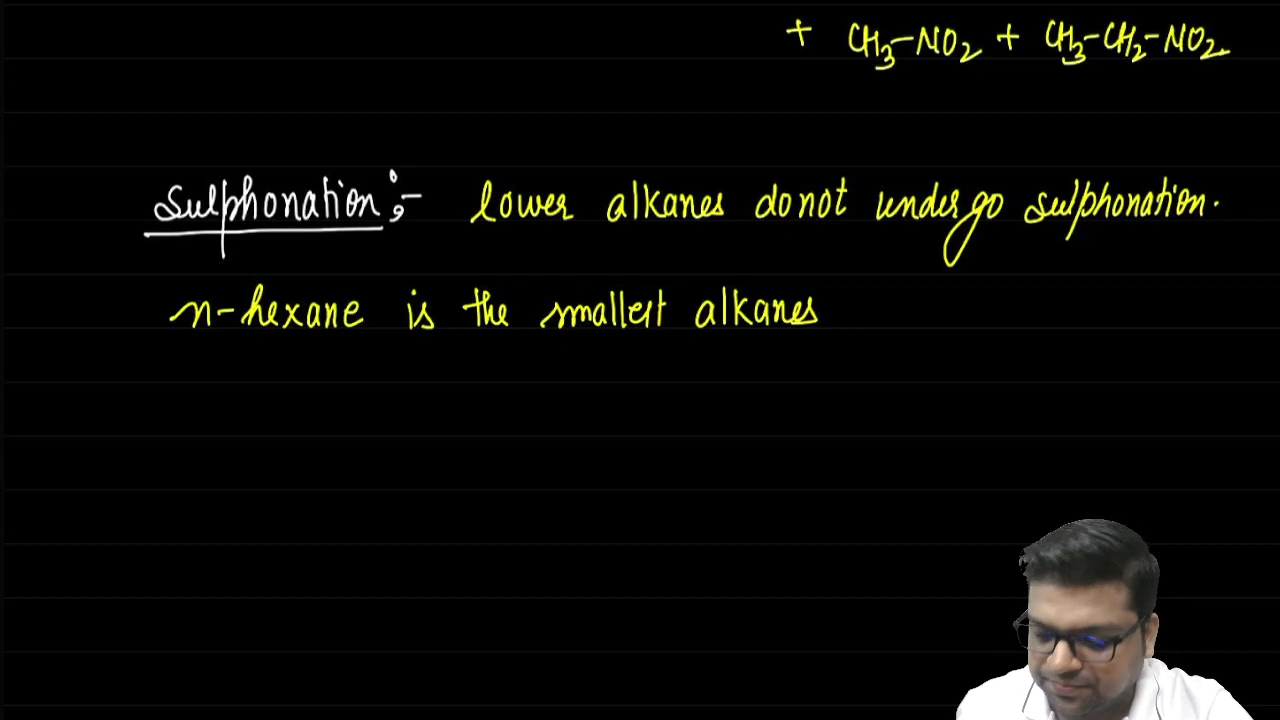 + CH3-NO2 + CH3-CH2-NO2.
Sulphonation:- lower alkanes donot undergo sulphonation.
n-hexane is the smallest alkanes